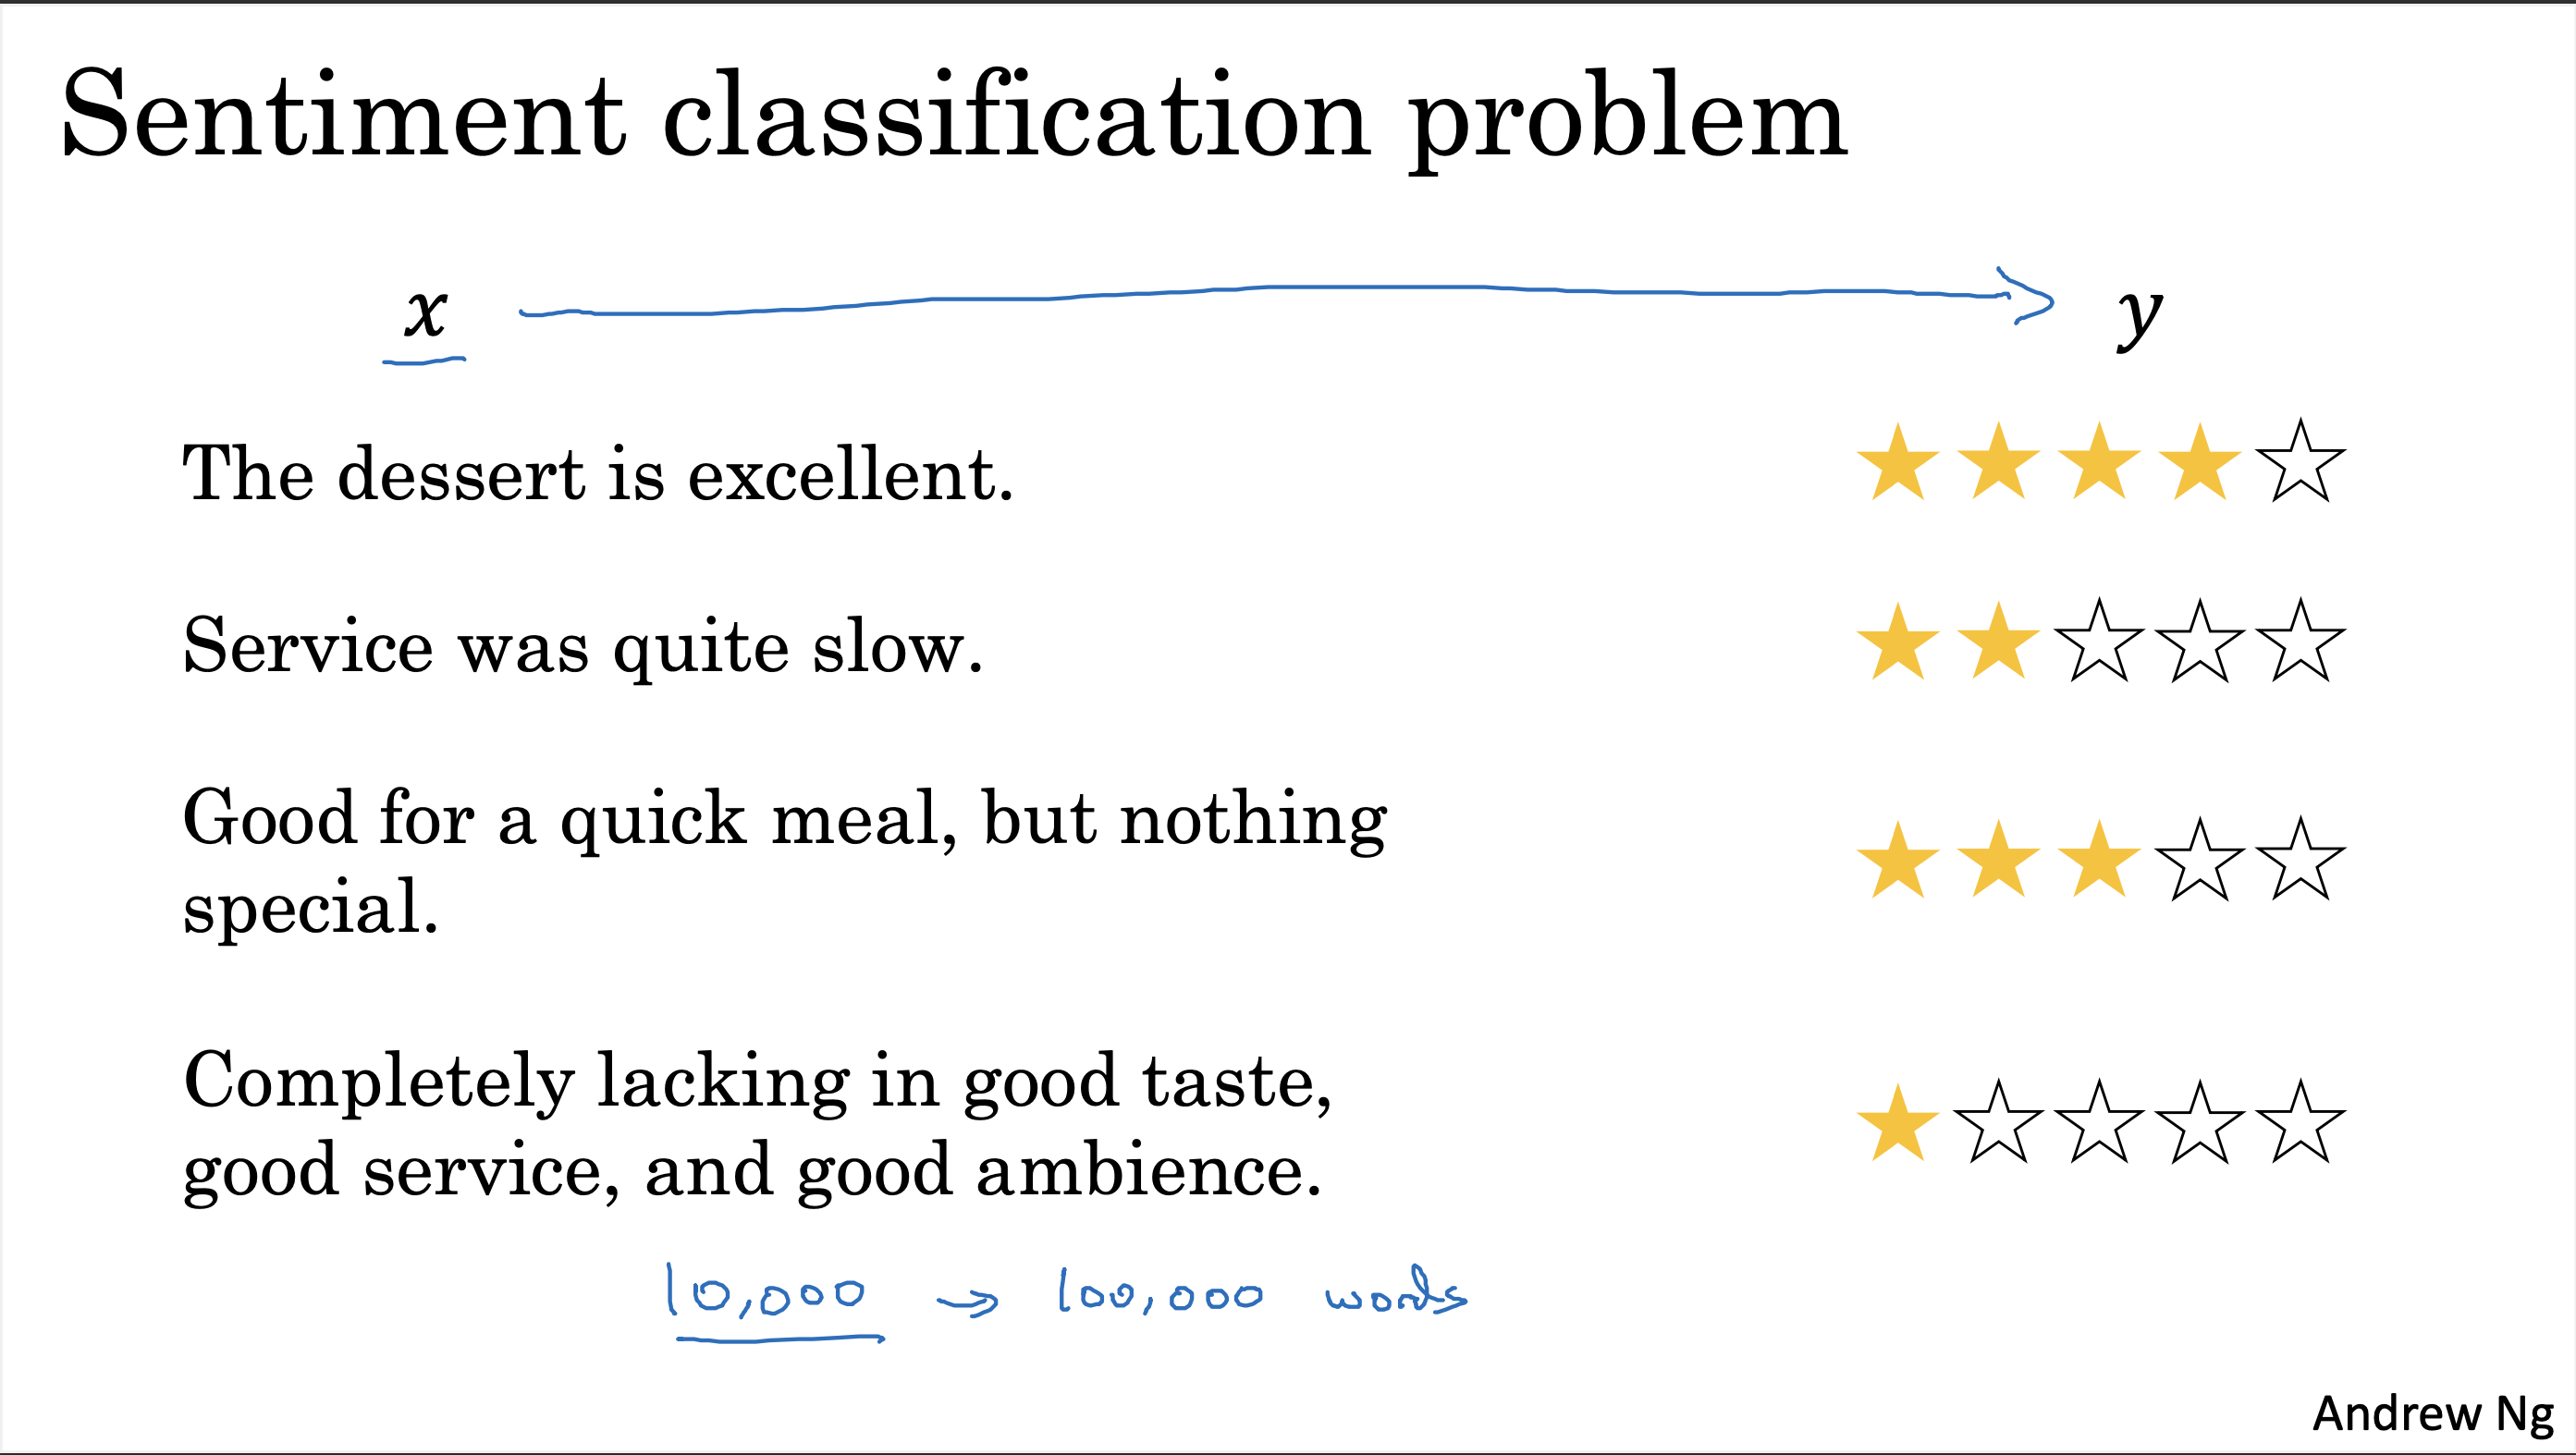 Sentiment classification problem
x → y
The dessert is excellent. ★★★★☆
Service was quite slow. ★★☆☆☆
Good for a quick meal, but nothing
special. ★★★☆☆
Completely lacking in good taste,
good service, and good ambience. ★☆☆☆☆
10,000 → 100,000 words
Andrew Ng